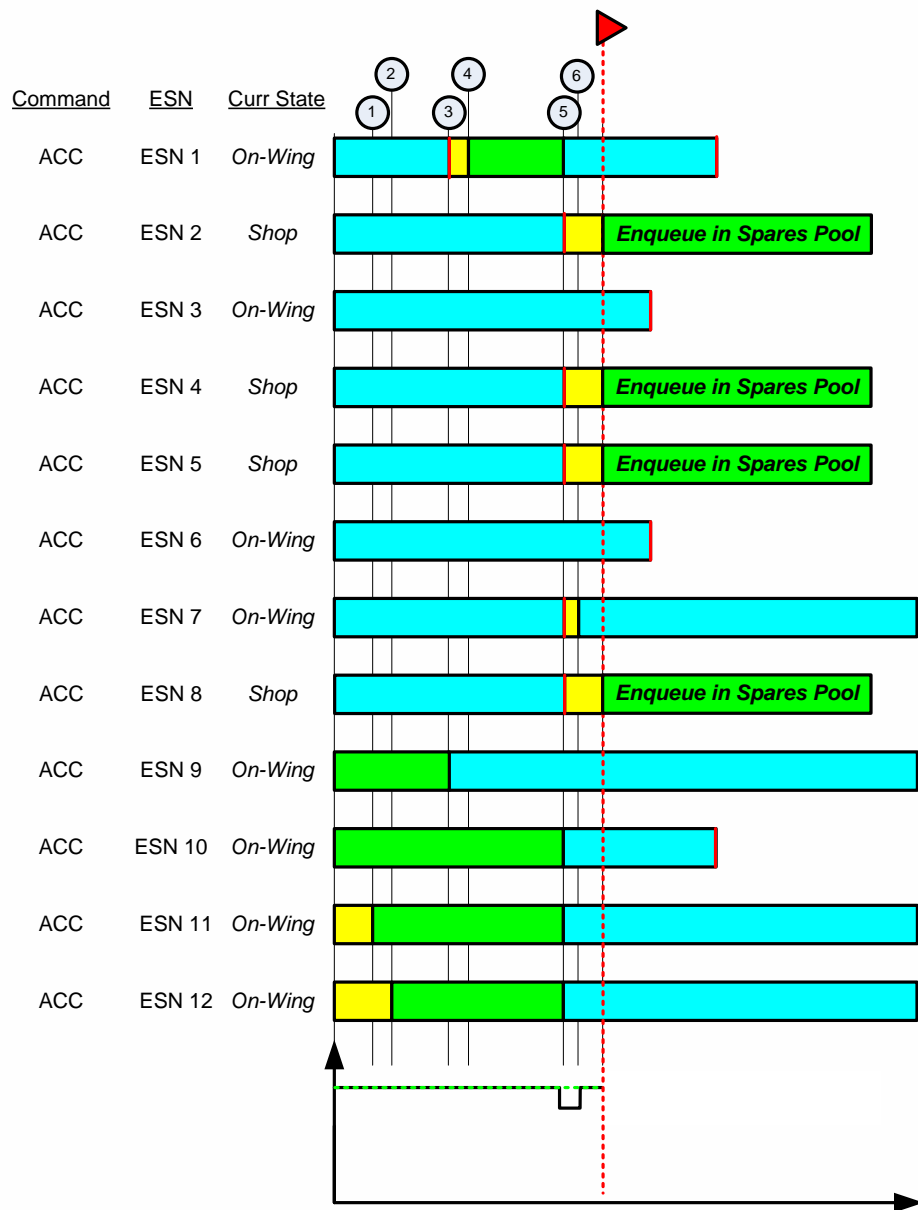 2 4 6
Command ESN Curr State 1 3 5
ACC ESN 1 On-Wing
ACC ESN 2 Shop Enqueue in Spares Pool
ACC ESN 3 On-Wing
ACC ESN 4 Shop Enqueue in Spares Pool
ACC ESN 5 Shop Enqueue in Spares Pool
ACC ESN 6 On-Wing
ACC ESN 7 On-Wing
ACC ESN 8 Shop Enqueue in Spares Pool
ACC ESN 9 On-Wing
ACC ESN 10 On-Wing
ACC ESN 11 On-Wing
ACC ESN 12 On-Wing